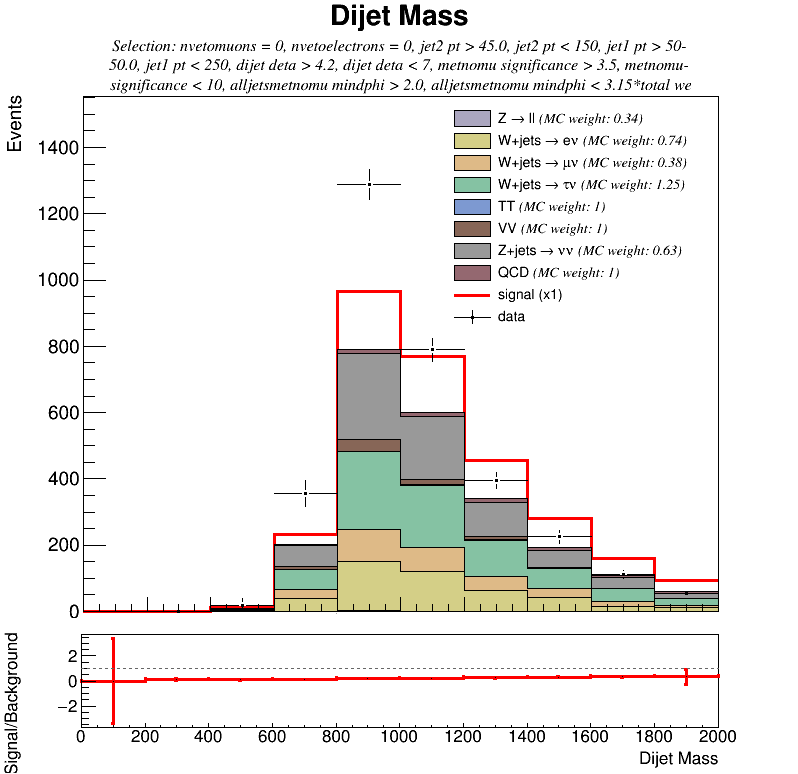 Dijet Mass
Selection: nvetomuons = 0, nvetoelectrons = 0, jet2 pt > 45.0, jet2 pt < 150, jet1 pt > 50-
50.0, jet1 pt < 250, dijet deta > 4.2, dijet deta < 7, metnomu significance > 3.5, metnomu-
significance < 10, alljetsmetnomu mindphi > 2.0, alljetsmetnomu mindphi < 3.15*total we
Events
1400
1200
1000
800
600
400
200
0
Z → ll (MC weight: 0.34)
W+jets → eν (MC weight: 0.74)
W+jets → μν (MC weight: 0.38)
W+jets → τν (MC weight: 1.25)
TT (MC weight: 1)
VV (MC weight: 1)
Z+jets → νν (MC weight: 0.63)
QCD (MC weight: 1)
signal (x1)
data
Signal/Background
2
0
−2
0 200 400 600 800 1000 1200 1400 1600 1800 2000
Dijet Mass